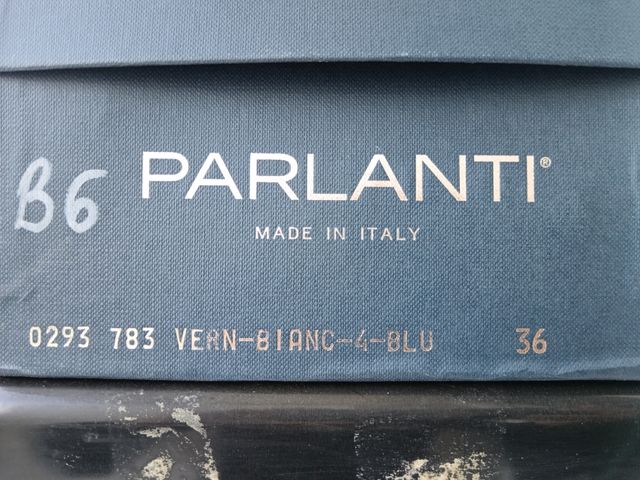 B6
PARLANTI®
MADE IN ITALY
0293 783 VERN-BIANC-4-BLU 36